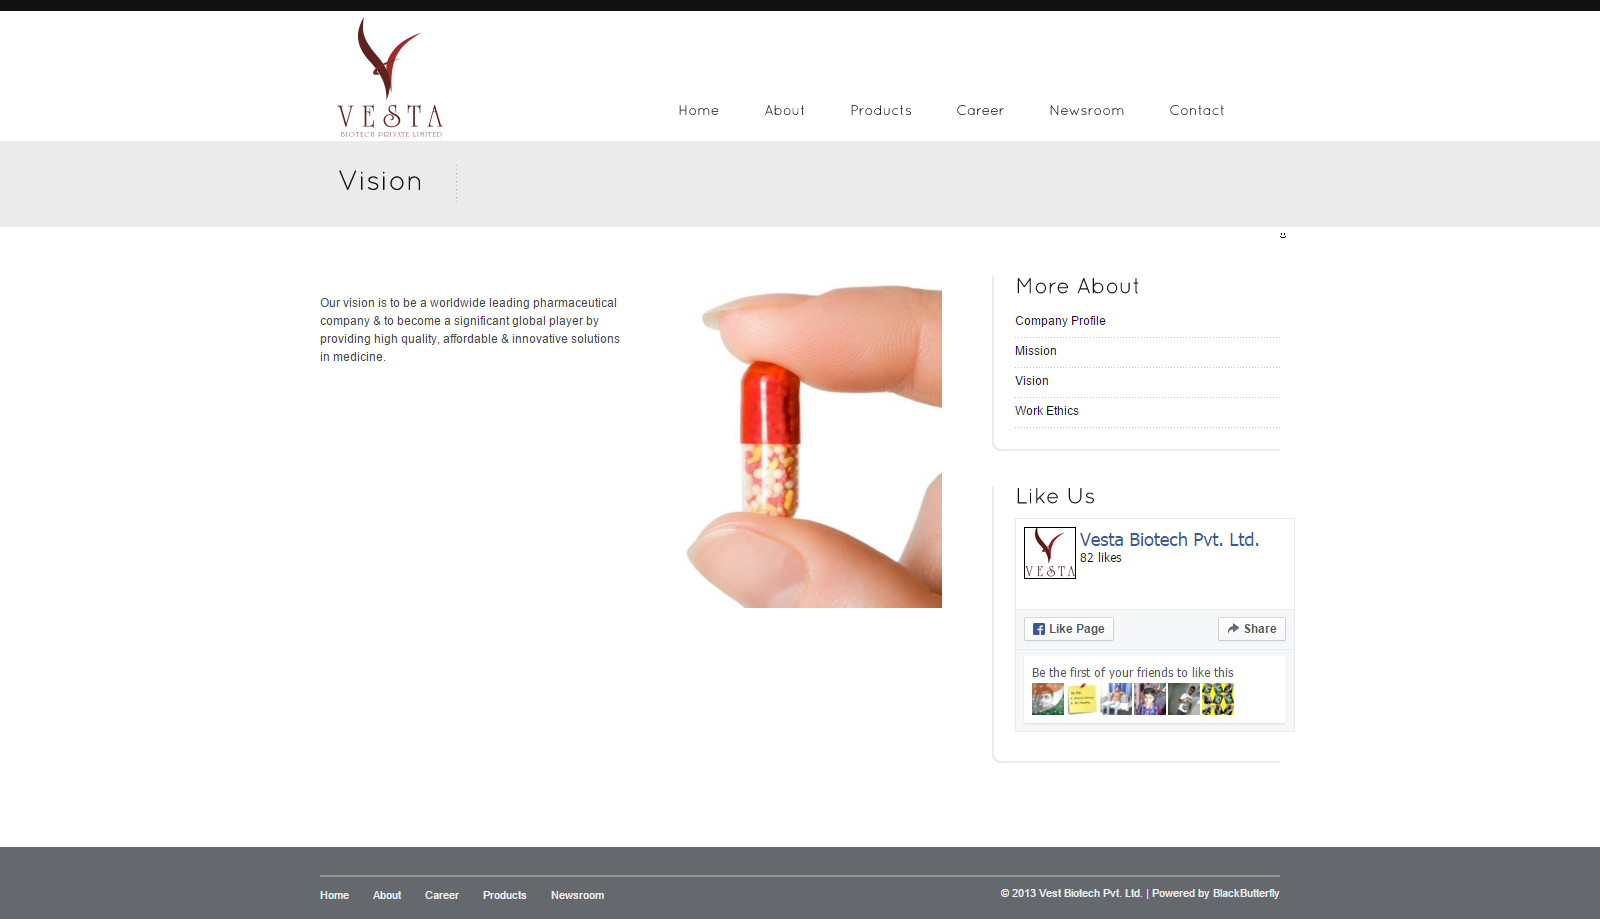 VESTA
BIOTECH PRIVATE LIMITED
Home About Products Career Newsroom Contact
Vision
Our vision is to be a worldwide leading pharmaceutical
company & to become a significant global player by
providing high quality, affordable & innovative solutions
in medicine.
More About
Company Profile
Mission
Vision
Work Ethics
Like Us
VESTA
Vesta Biotech Pvt. Ltd.
82 likes
Like Page
Share
Be the first of your friends to like this
Home About Career Products Newsroom
© 2013 Vest Biotech Pvt. Ltd. | Powered by BlackButterfly